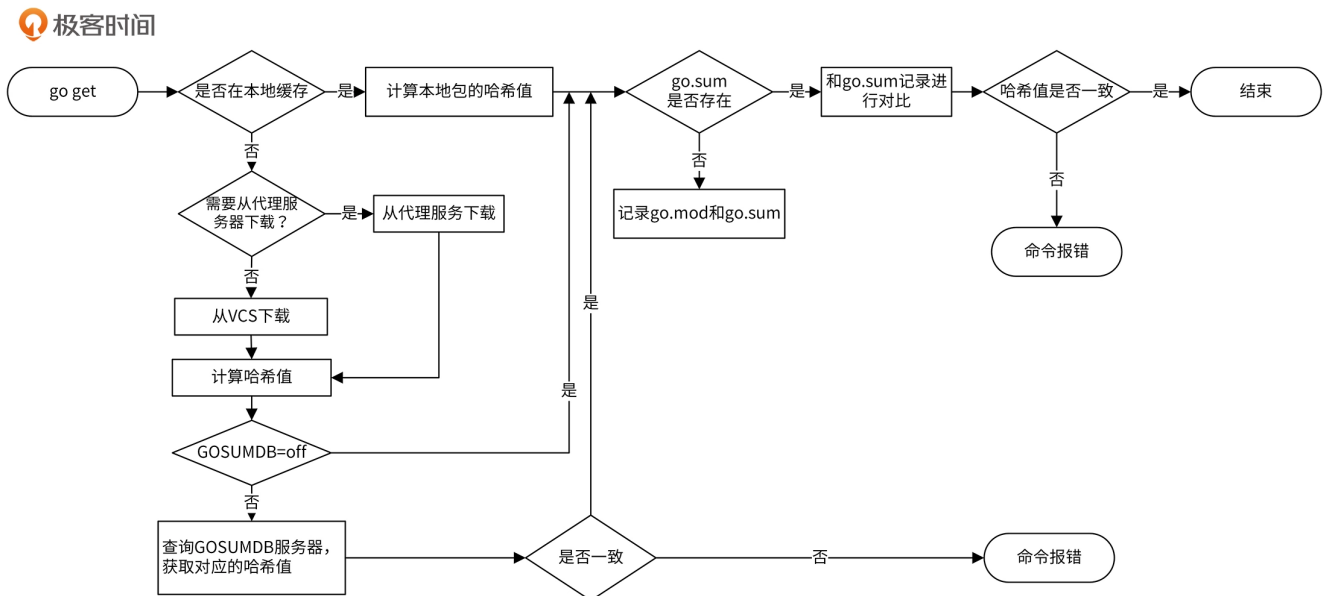 极客时间
go get
是否在本地缓存
是
计算本地包的哈希值
go.sum
是否存在
是
和go.sum记录进
行对比
哈希值是否一致
是
结束
否
否
否
需要从代理服
务器下载？
是
从代理服务下载
记录go.mod和go.sum
命令报错
否
从VCS下载
是
计算哈希值
是
GOSUMDB=off
否
查询GOSUMDB服务器，
获取对应的哈希值
是否一致
否
命令报错